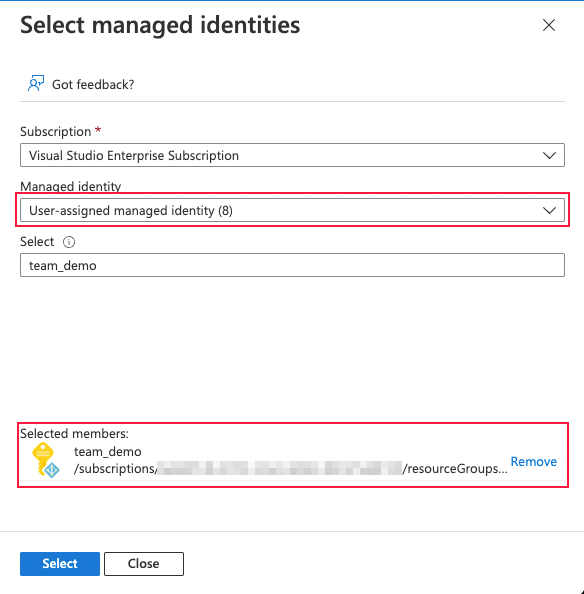 Select managed identities
Got feedback?
Subscription *
Visual Studio Enterprise Subscription
Managed identity
User-assigned managed identity (8)
Select
team_demo
Selected members:
team_demo
/subscriptions/ /resourceGroups...
Remove
Select
Close